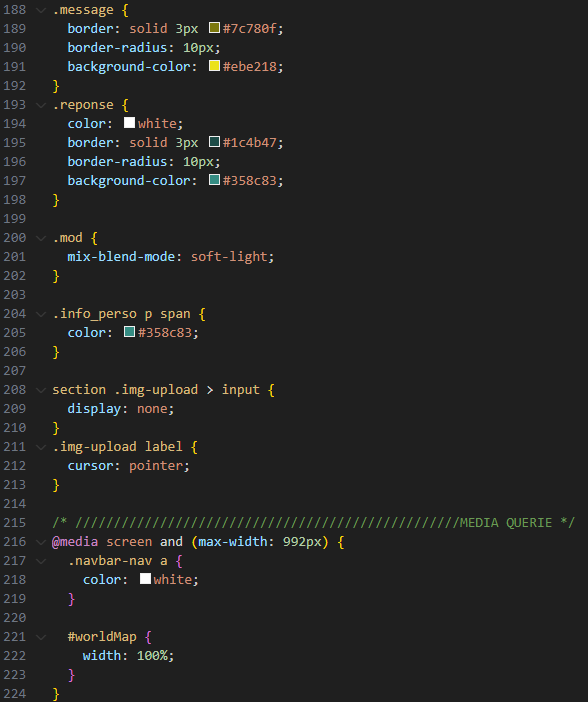 188 .message {
189 border: solid 3px #7c780f;
190 border-radius: 10px;
191 background-color: #ebe218;
192 }
193 .reponse {
194 color: white;
195 border: solid 3px #1c4b47;
196 border-radius: 10px;
197 background-color: #358c83;
198 }
199
200 .mod {
201 mix-blend-mode: soft-light;
202 }
203
204 .info_perso p span {
205 color: #358c83;
206 }
207
208 section .img-upload > input {
209 display: none;
210 }
211 .img-upload label {
212 cursor: pointer;
213 }
214
215 /* //////////////////////////////////////////////////MEDIA QUERIE */
216 @media screen and (max-width: 992px) {
217 .navbar-nav a {
218 color: white;
219 }
220
221 #worldMap {
222 width: 100%;
223 }
224 }